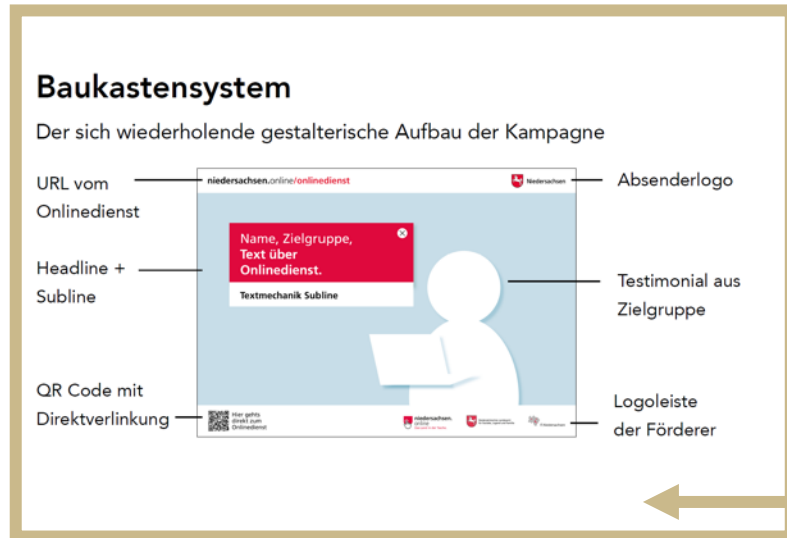 Baukastensystem
Der sich wiederholende gestalterische Aufbau der Kampagne
URL vom
Onlinedienst
niedersachsen.online/onlinedienst
Niedersachsen
Absenderlogo
Headline +
Subline
Name, Zielgruppe,
Text über
Onlinedienst.
Textmechanik Subline
Testimonial aus
Zielgruppe
QR Code mit
Direktverlinkung
Hier gehts
direkt zum
Onlinedienst
niedersachsen.
online
Logoleiste
der Förderer